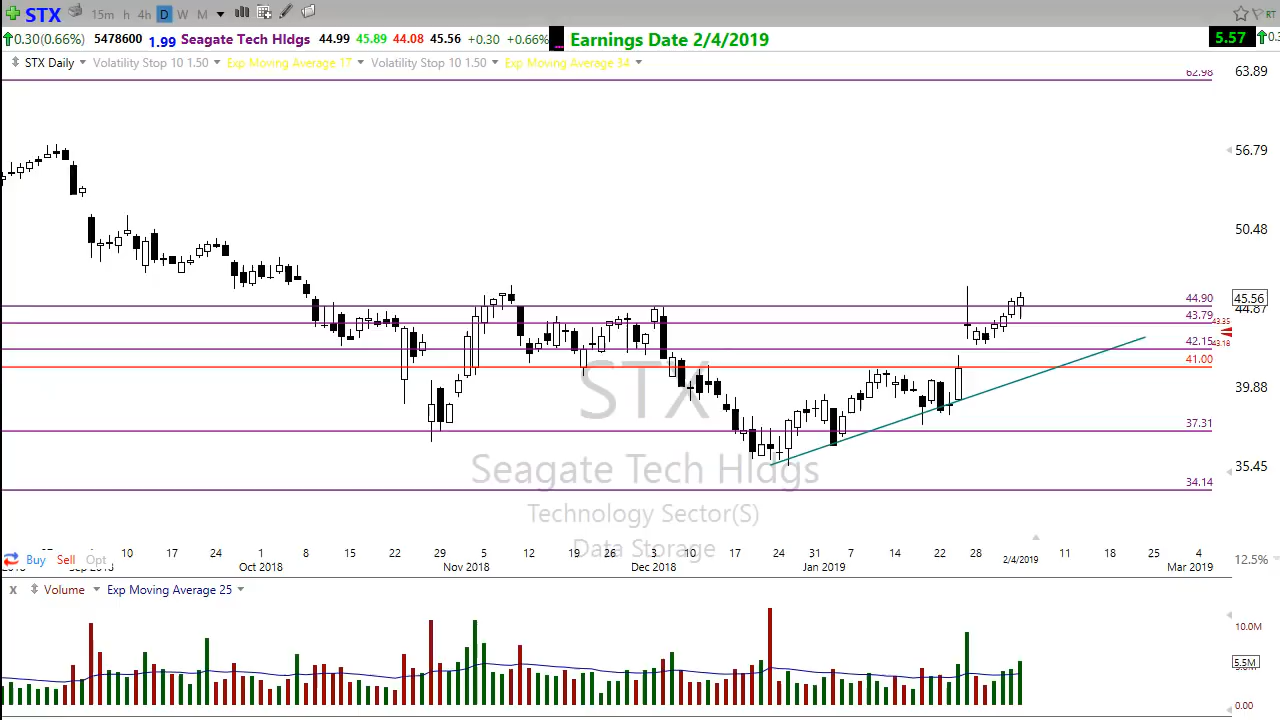 STX 15m h 4h D W M RT
0.30(0.66%) 5478600 1.99 Seagate Tech Hldgs 44.99 45.89 44.08 45.56 +0.30 +0.66% Earnings Date 2/4/2019 5.57
STX Daily Volatility Stop 10 1.50 Exp Moving Average 17 Volatility Stop 10 1.50 Exp Moving Average 34
62.98 63.89
56.79
50.48
44.90 45.56
44.87
43.79
43.35
42.15 43.18
41.00
39.88
37.31
35.45
34.14
STX
Seagate Tech Hldgs
Technology Sector(S)
Data Storage
10 17 24 1 8 15 22 29 5 12 19 26 3 10 17 24 31 7 14 22 28 11 18 25 4
Buy Sell Opt 2/4/2019 12.5%
Oct 2018 Nov 2018 Dec 2018 Jan 2019 Mar 2019
x Volume Exp Moving Average 25
10.0M
5.5M
0.00